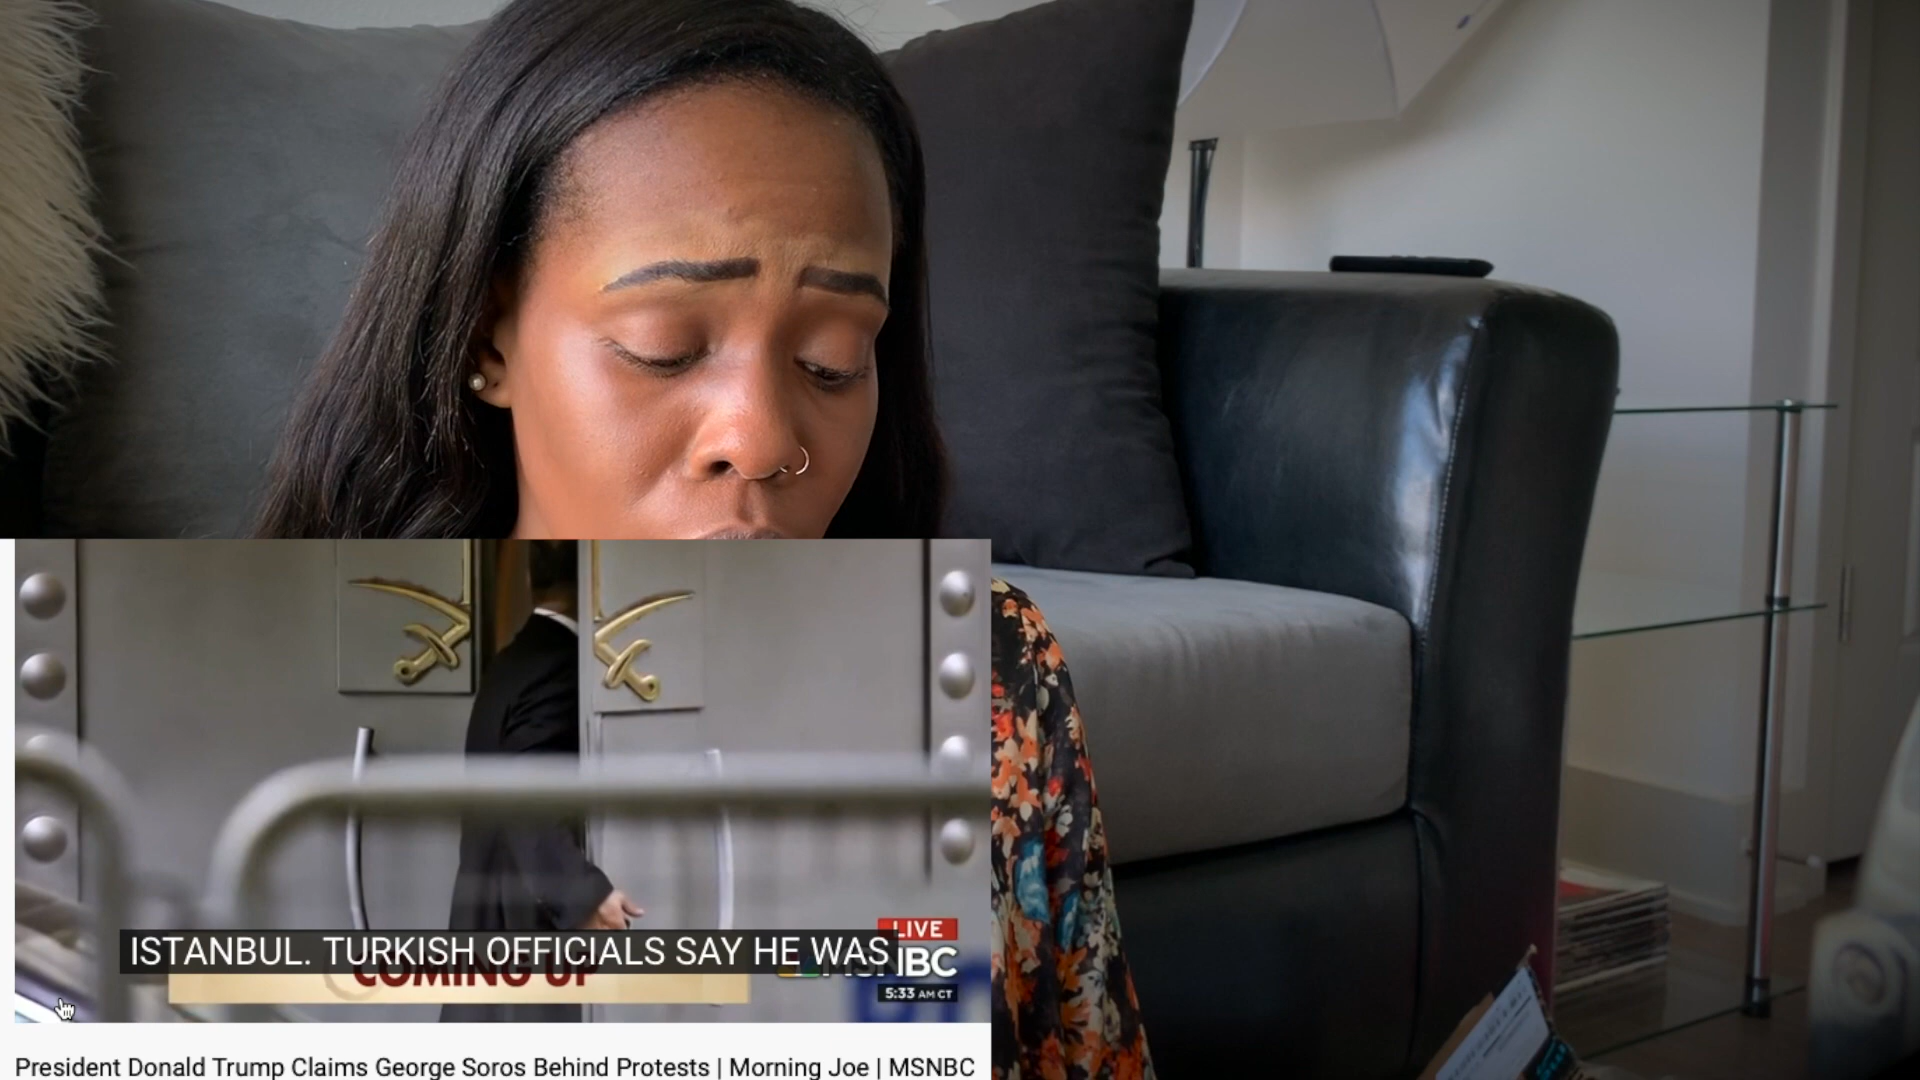 ISTANBUL. TURKISH OFFICIALS SAY HE WAS
LIVE
COMING UP
MSNBC
5:33 AM CT
President Donald Trump Claims George Soros Behind Protests | Morning Joe | MSNBC